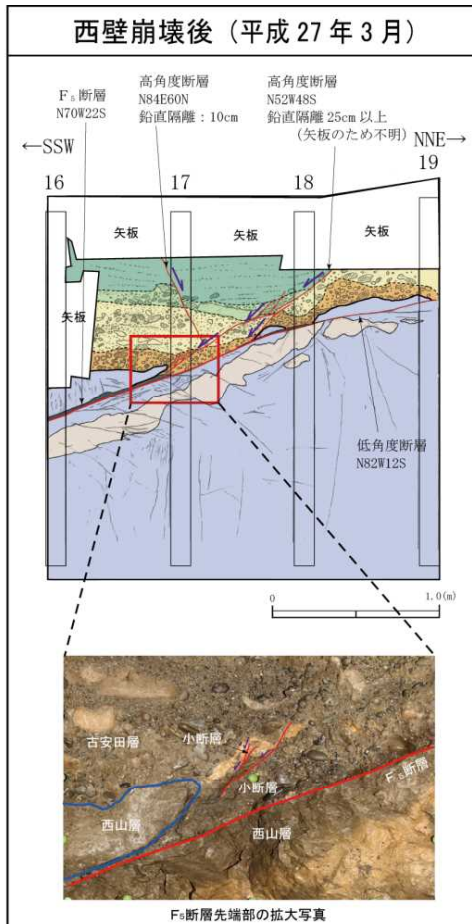 西壁崩壊後（平成27年3月）
F₅断層
N70W22S
高角度断層
N84E60N
鉛直隔離：10cm
高角度断層
N52W48S
鉛直隔離25cm以上
（矢板のため不明）
←SSW
NNE→
16
17
18
19
矢板
矢板
矢板
矢板
低角度断層
N82W12S
0
1.0(m)
古安田層
小断層
小断層
F₅断層
西山層
西山層
F₅断層先端部の拡大写真